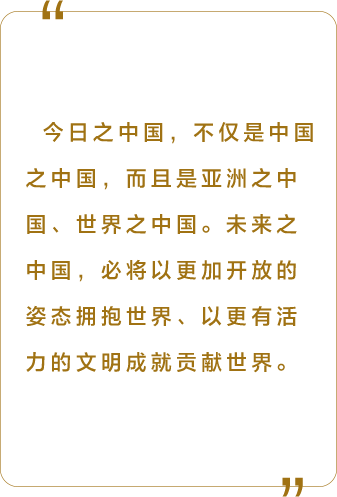 “
今日之中国，不仅是中国
之中国，而且是亚洲之中
国、世界之中国。未来之
中国，必将以更加开放的
姿态拥抱世界、以更有活
力的文明成就贡献世界。
”